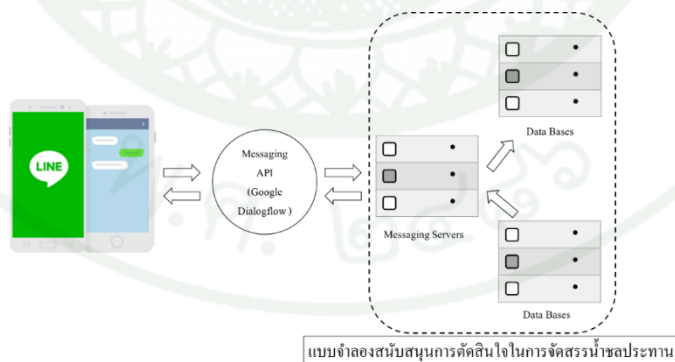 LINE
Messaging
API
(Google
Dialogflow )
Messaging Servers
Data Bases
Data Bases
แบบจำลองสนับสนุนการตัดสินใจในการจัดสรรน้ำชลประทาน